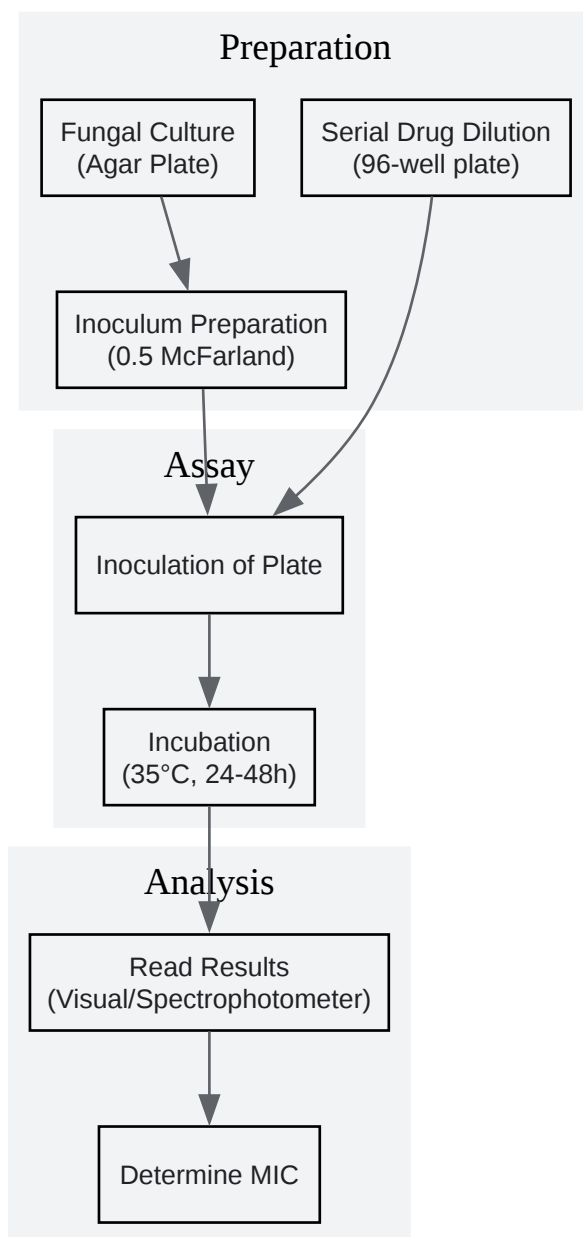 Preparation
Fungal Culture
(Agar Plate)
Serial Drug Dilution
(96-well plate)
Inoculum Preparation
(0.5 McFarland)
Assay
Inoculation of Plate
Incubation
(35°C, 24-48h)
Analysis
Read Results
(Visual/Spectrophotometer)
Determine MIC